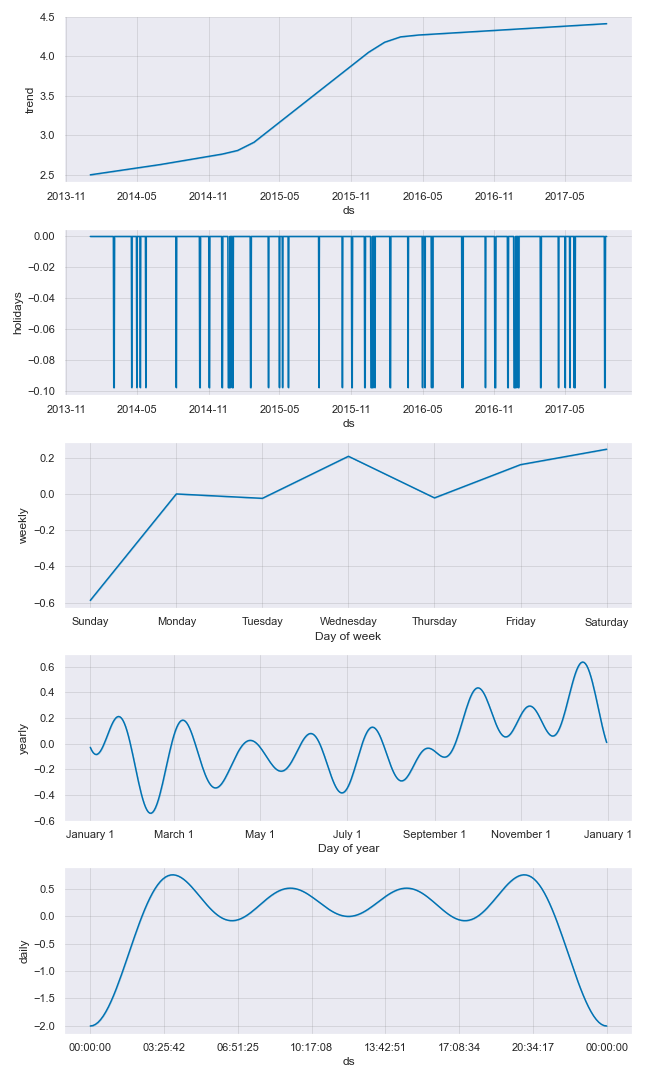 4.5
4.0
3.5
3.0
2.5
trend
2013-11 2014-05 2014-11 2015-05 2015-11 2016-05 2016-11 2017-05
ds
0.00
−0.02
−0.04
−0.06
−0.08
−0.10
holidays
2013-11 2014-05 2014-11 2015-05 2015-11 2016-05 2016-11 2017-05
ds
0.2
0.0
−0.2
−0.4
−0.6
weekly
Sunday Monday Tuesday Wednesday Thursday Friday Saturday
Day of week
0.6
0.4
0.2
0.0
−0.2
−0.4
−0.6
yearly
January 1 March 1 May 1 July 1 September 1 November 1 January 1
Day of year
0.5
0.0
−0.5
−1.0
−1.5
−2.0
daily
00:00:00 03:25:42 06:51:25 10:17:08 13:42:51 17:08:34 20:34:17 00:00:00
ds